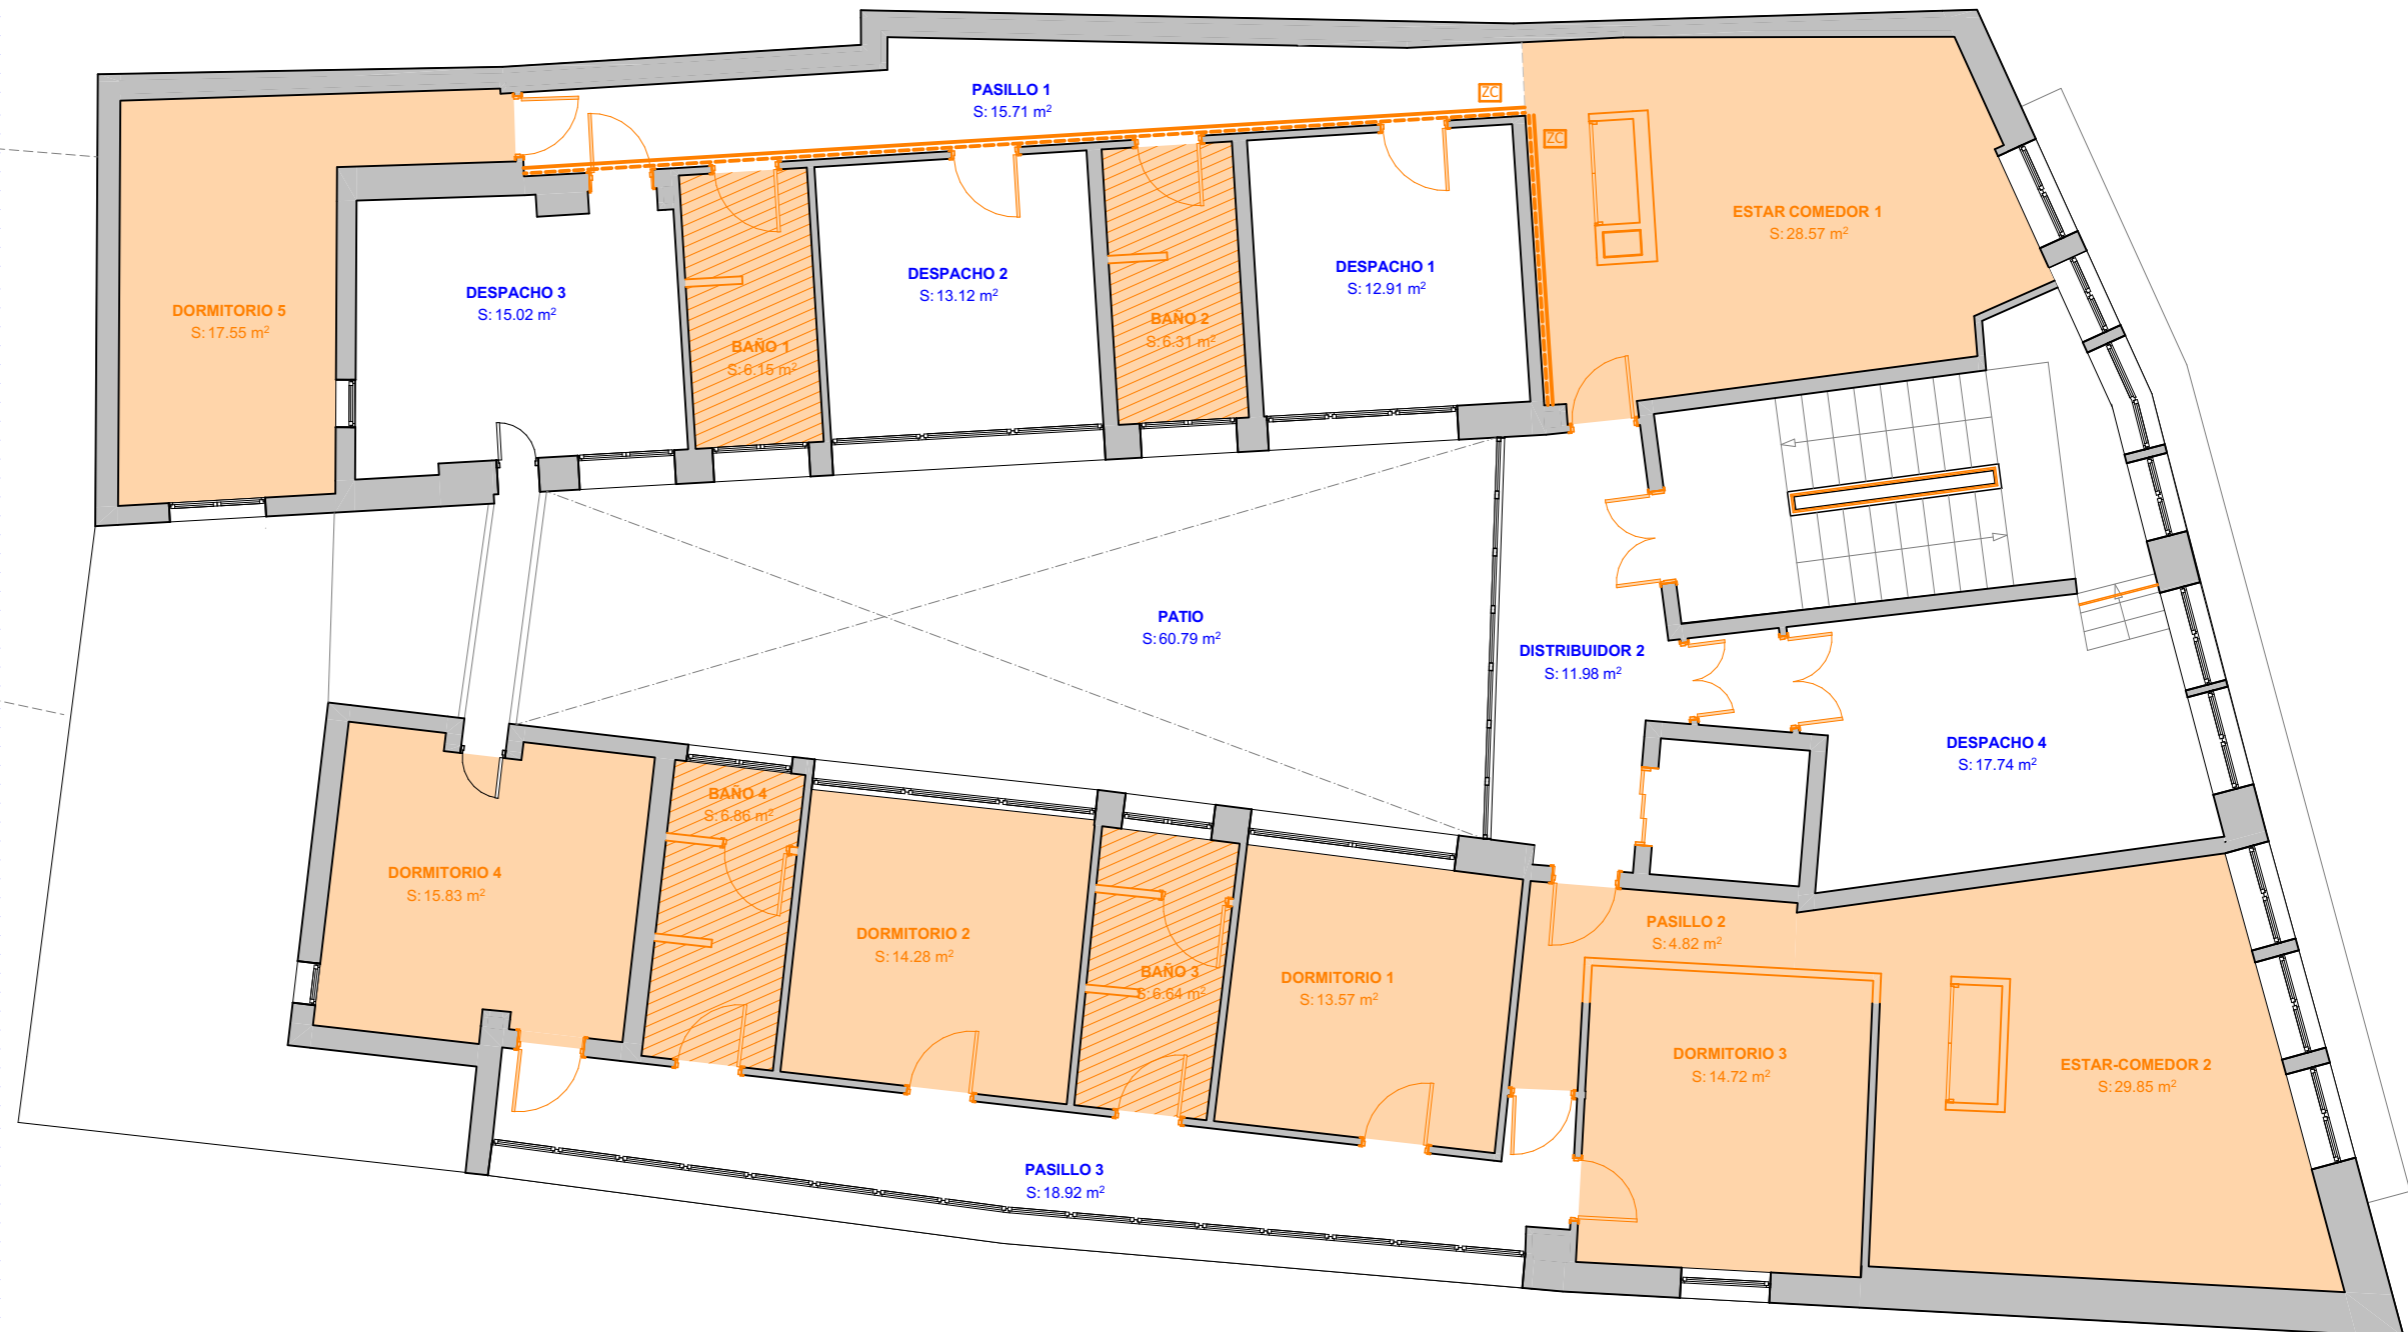 PASILLO 1
S: 15.71 m²
ZC
ZC
ESTAR COMEDOR 1
S: 28.57 m²
DESPACHO 1
S: 12.91 m²
DESPACHO 2
S: 13.12 m²
DESPACHO 3
S: 15.02 m²
DORMITORIO 5
S: 17.55 m²
BAÑO 2
S: 6.31 m²
BAÑO 1
S: 6.15 m²
PATIO
S: 60.79 m²
DISTRIBUIDOR 2
S: 11.98 m²
DESPACHO 4
S: 17.74 m²
BAÑO 4
S: 6.86 m²
DORMITORIO 4
S: 15.83 m²
DORMITORIO 2
S: 14.28 m²
BAÑO 3
S: 6.64 m²
DORMITORIO 1
S: 13.57 m²
PASILLO 2
S: 4.82 m²
DORMITORIO 3
S: 14.72 m²
ESTAR-COMEDOR 2
S: 29.85 m²
PASILLO 3
S: 18.92 m²